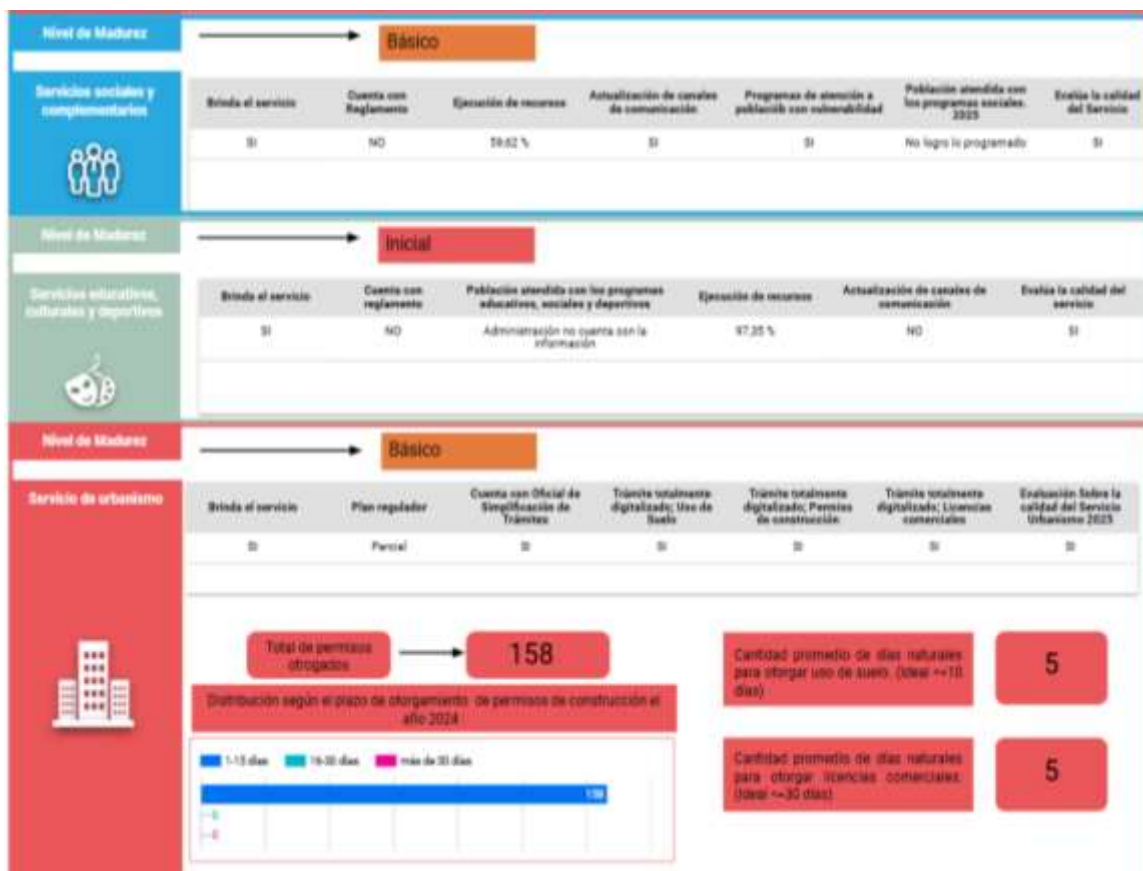 Nivel de Madurez
Básico
Servicios sociales y
complementarios
Brinda el servicio
Cuenta con
Reglamento
Ejecución de recursos
Actualización de canales
de comunicación
Programas de atención a
población con vulnerabilidad
Población atendida con
los programas sociales.
2025
Evalúa la calidad
del Servicio
SI
NO
59.62 %
SI
SI
No logro lo programado
SI
Nivel de Madurez
Inicial
Servicios educativos,
culturales y deportivos
Brinda el servicio
Cuenta con
reglamento
Población atendida con los programas
educativos, sociales y deportivos
Ejecución de recursos
Actualización de canales de
comunicación
Evalúa la calidad del
servicio
SI
NO
Administración no cuenta con la
información
97.35 %
NO
SI
Nivel de Madurez
Básico
Servicio de urbanismo
Brinda el servicio
Plan regulador
Cuenta con Oficial de
Simplificación de
Trámites
Trámite totalmente
digitalizado; Uso de
Suelo
Trámite totalmente
digitalizado; Permiso
de construcción
Trámite totalmente
digitalizado; Licencias
comerciales
Evaluación Sobre la
calidad del Servicio
Urbanismo 2025
SI
Parcial
SI
SI
SI
SI
SI
Total de permisos
otrogados
158
Distribución según el plazo de otorgamiento de permisos de construcción el
año 2024
1-15 días
16-30 días
más de 30 días
158
0
0
Cantidad promedio de días naturales
para otorgar uso de suelo. (Ideal <=10
días)
5
Cantidad promedio de días naturales
para otorgar licencias comerciales.
(Ideal <=30 días)
5